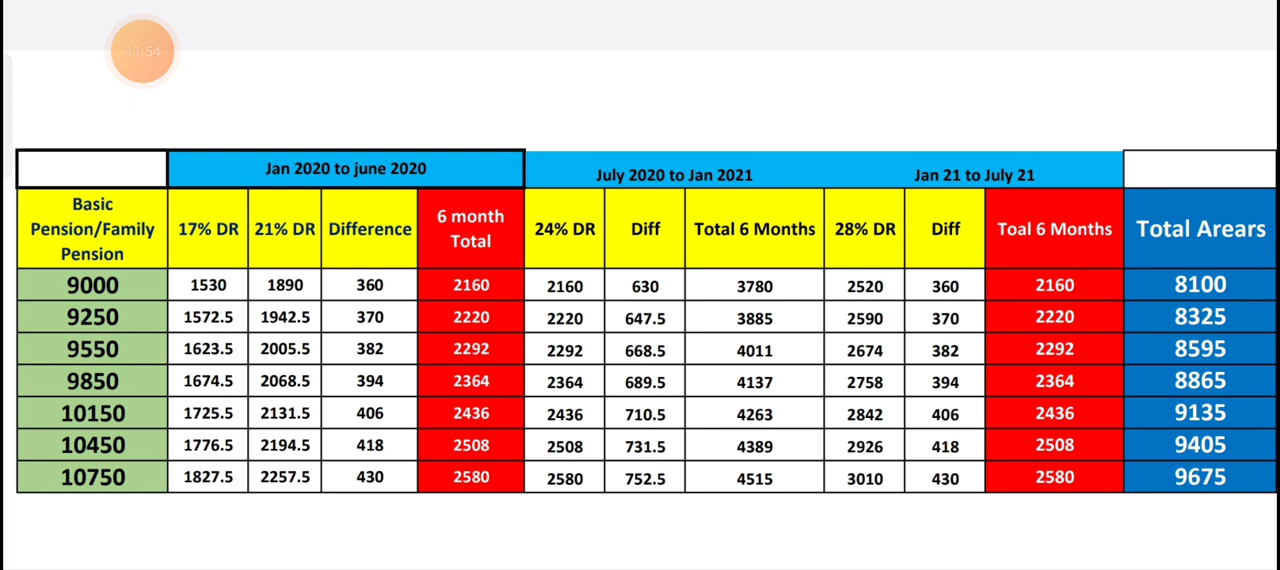 11:54
Jan 2020 to june 2020 July 2020 to Jan 2021 Jan 21 to July 21
Basic Pension/Family Pension 17% DR 21% DR Difference 6 month Total 24% DR Diff Total 6 Months 28% DR Diff Toal 6 Months Total Arears
9000 1530 1890 360 2160 2160 630 3780 2520 360 2160 8100
9250 1572.5 1942.5 370 2220 2220 647.5 3885 2590 370 2220 8325
9550 1623.5 2005.5 382 2292 2292 668.5 4011 2674 382 2292 8595
9850 1674.5 2068.5 394 2364 2364 689.5 4137 2758 394 2364 8865
10150 1725.5 2131.5 406 2436 2436 710.5 4263 2842 406 2436 9135
10450 1776.5 2194.5 418 2508 2508 731.5 4389 2926 418 2508 9405
10750 1827.5 2257.5 430 2580 2580 752.5 4515 3010 430 2580 9675